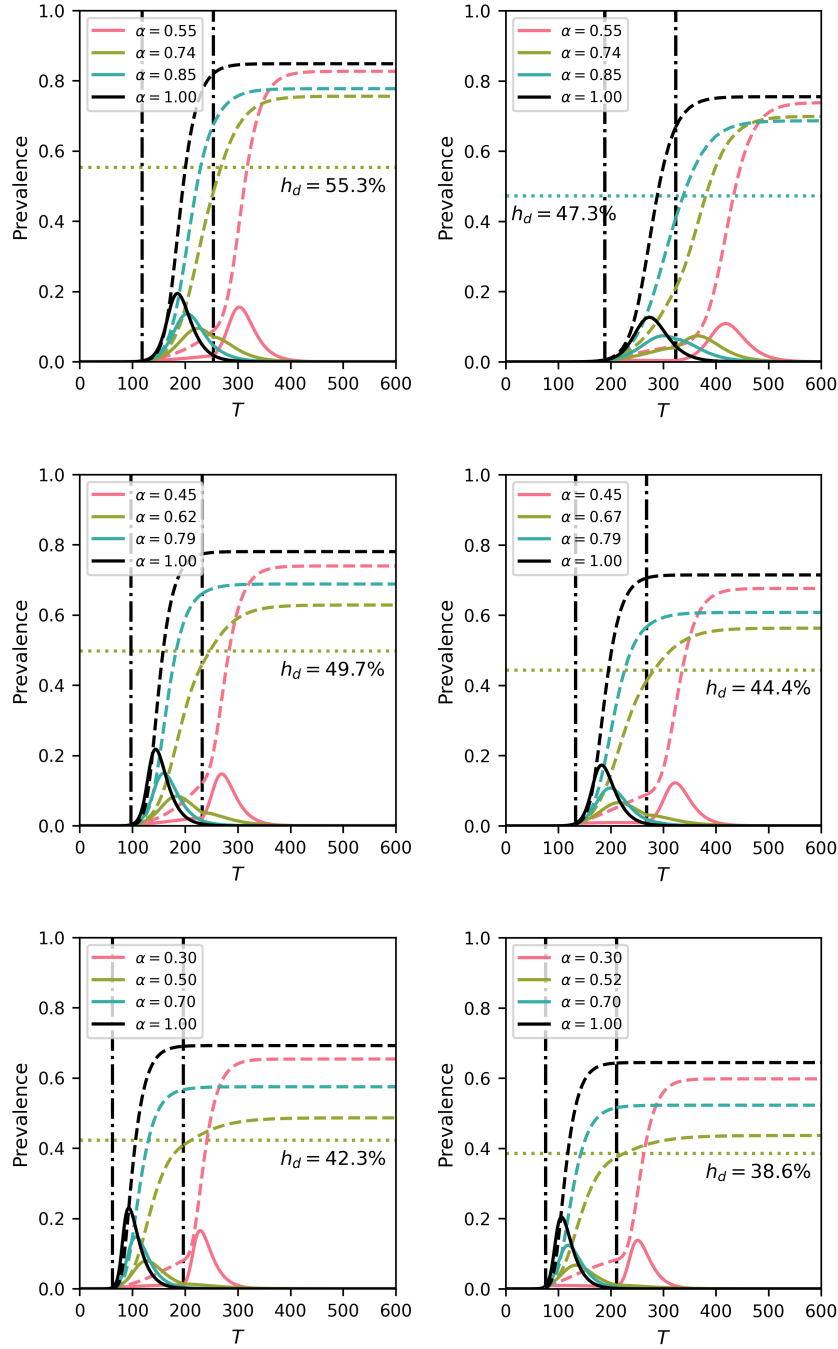 1.0
0.8
0.6
0.4
0.2
0.0
Prevalence
α = 0.55
α = 0.74
α = 0.85
α = 1.00
h_d = 55.3%
0 100 200 300 400 500 600
T
1.0
0.8
0.6
0.4
0.2
0.0
Prevalence
α = 0.55
α = 0.74
α = 0.85
α = 1.00
h_d = 47.3%
0 100 200 300 400 500 600
T
1.0
0.8
0.6
0.4
0.2
0.0
Prevalence
α = 0.45
α = 0.62
α = 0.79
α = 1.00
h_d = 49.7%
0 100 200 300 400 500 600
T
1.0
0.8
0.6
0.4
0.2
0.0
Prevalence
α = 0.45
α = 0.67
α = 0.79
α = 1.00
h_d = 44.4%
0 100 200 300 400 500 600
T
1.0
0.8
0.6
0.4
0.2
0.0
Prevalence
α = 0.30
α = 0.50
α = 0.70
α = 1.00
h_d = 42.3%
0 100 200 300 400 500 600
T
1.0
0.8
0.6
0.4
0.2
0.0
Prevalence
α = 0.30
α = 0.52
α = 0.70
α = 1.00
h_d = 38.6%
0 100 200 300 400 500 600
T